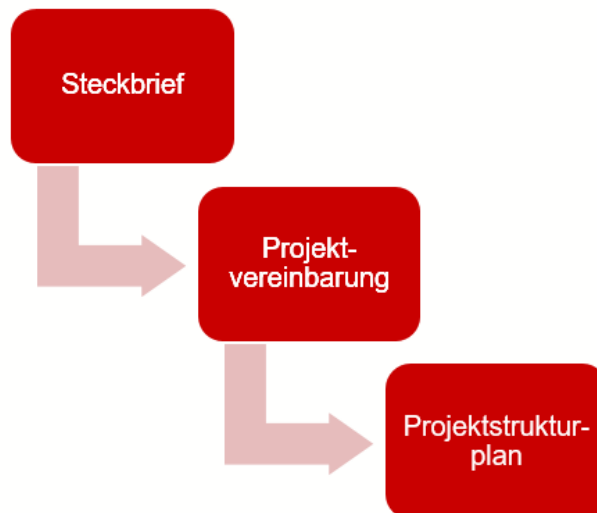 Steckbrief
Projekt-
vereinbarung
Projektstruktur-
plan